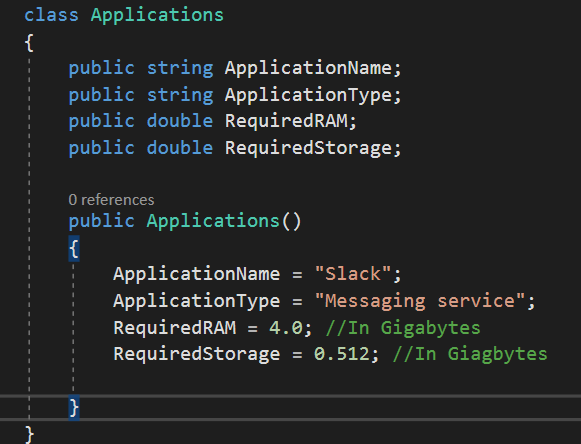 class Applications
{
public string ApplicationName;
public string ApplicationType;
public double RequiredRAM;
public double RequiredStorage;
0 references
public Applications()
{
ApplicationName = "Slack";
ApplicationType = "Messaging service";
RequiredRAM = 4.0; //In Gigabytes
RequiredStorage = 0.512; //In Giagbytes
}
}